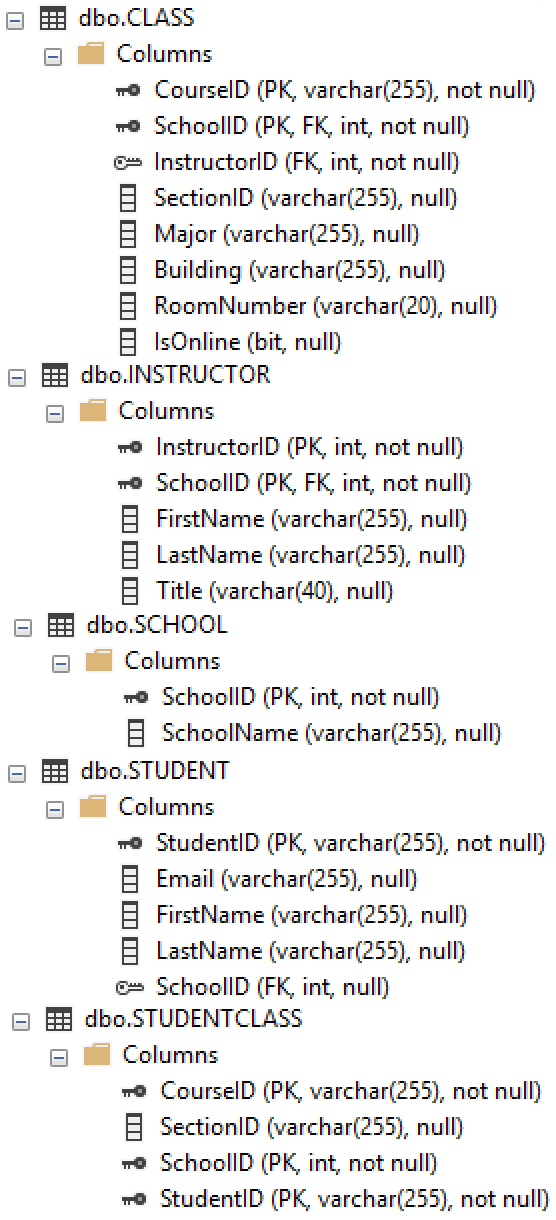 dbo.CLASS
Columns
CourseID (PK, varchar(255), not null)
SchoolID (PK, FK, int, not null)
InstructorID (FK, int, not null)
SectionID (varchar(255), null)
Major (varchar(255), null)
Building (varchar(255), null)
RoomNumber (varchar(20), null)
IsOnline (bit, null)
dbo.INSTRUCTOR
Columns
InstructorID (PK, int, not null)
SchoolID (PK, FK, int, not null)
FirstName (varchar(255), null)
LastName (varchar(255), null)
Title (varchar(40), null)
dbo.SCHOOL
Columns
SchoolID (PK, int, not null)
SchoolName (varchar(255), null)
dbo.STUDENT
Columns
StudentID (PK, varchar(255), not null)
Email (varchar(255), null)
FirstName (varchar(255), null)
LastName (varchar(255), null)
SchoolID (FK, int, null)
dbo.STUDENTCLASS
Columns
CourseID (PK, varchar(255), not null)
SectionID (varchar(255), null)
SchoolID (PK, int, not null)
StudentID (PK, varchar(255), not null)